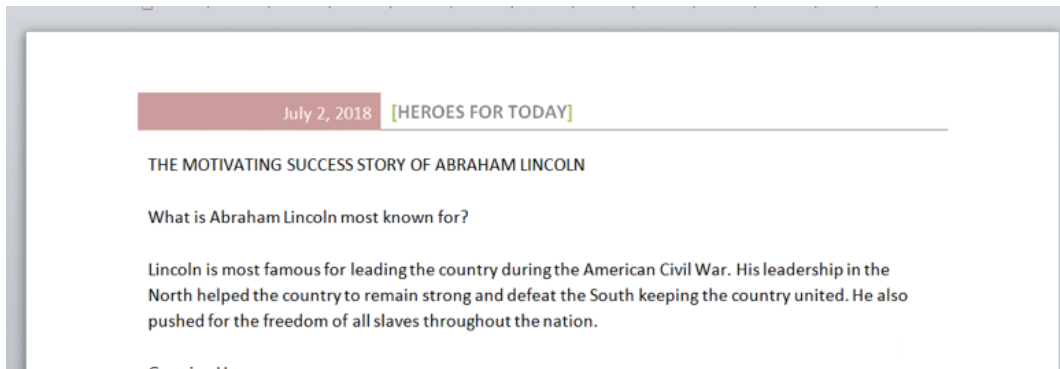 July 2, 2018 [HEROES FOR TODAY]
THE MOTIVATING SUCCESS STORY OF ABRAHAM LINCOLN
What is Abraham Lincoln most known for?
Lincoln is most famous for leading the country during the American Civil War. His leadership in the
North helped the country to remain strong and defeat the South keeping the country united. He also
pushed for the freedom of all slaves throughout the nation.